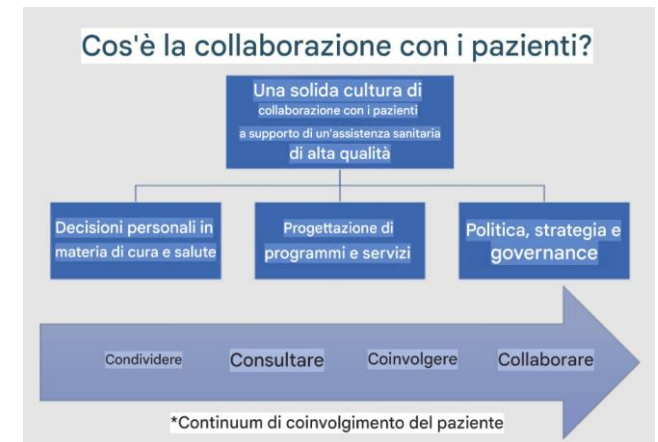 Cos'è la collaborazione con i pazienti?
Una solida cultura di
collaborazione con i pazienti
a supporto di un'assistenza sanitaria
di alta qualità
Decisioni personali in
materia di cura e salute
Progettazione di
programmi e servizi
Politica, strategia e
governance
Condividere
Consultare
Coinvolgere
Collaborare
*Continuum di coinvolgimento del paziente